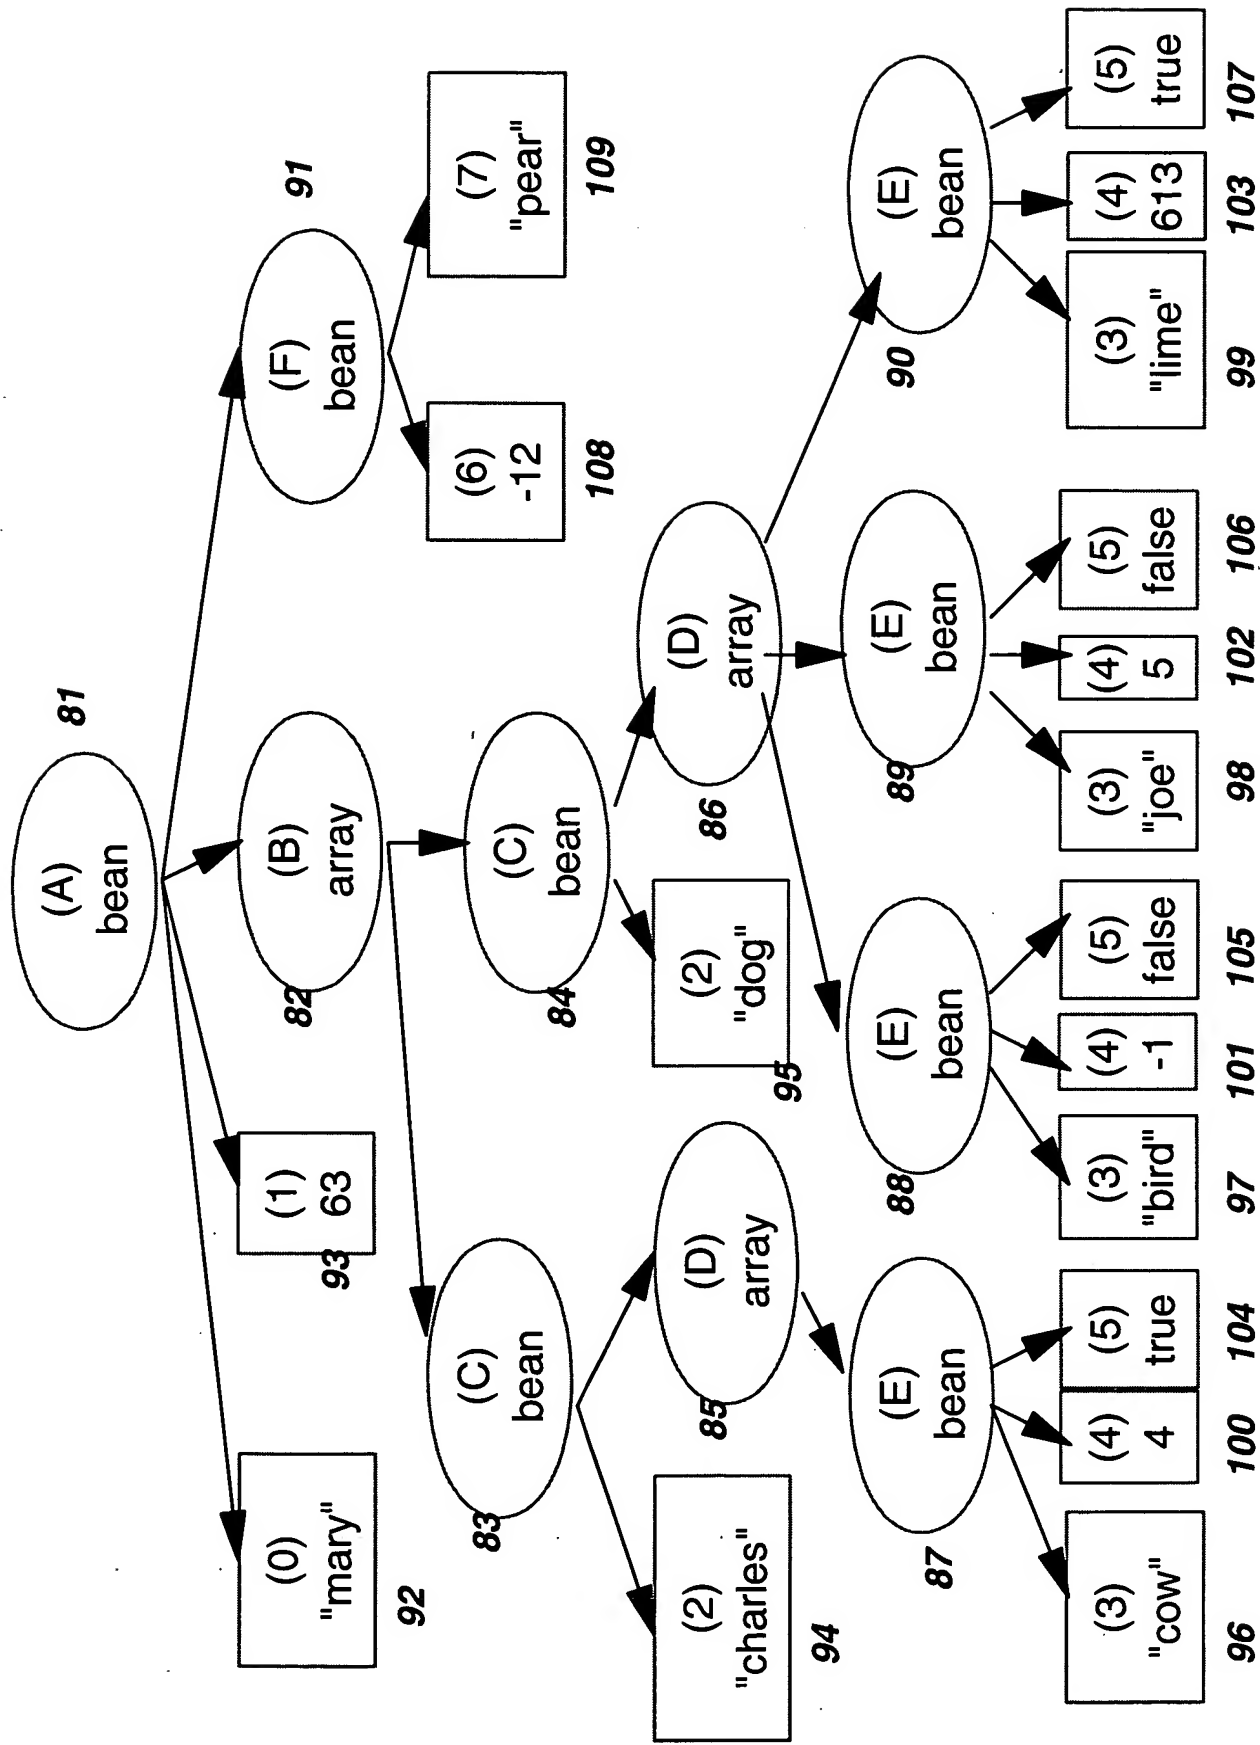 (A)
bean
81
(0)
"mary"
92
(1)
63
93
(B)
array
82
(F)
bean
91
(C)
bean
83
(C)
bean
84
(6)
-12
108
(7)
"pear"
109
(2)
"charles"
94
(D)
array
85
(2)
"dog"
95
(D)
array
86
(E)
bean
87
(E)
bean
88
(E)
bean
89
(E)
bean
90
(3)
"cow"
96
(4)
4
100
(5)
true
104
(3)
"bird"
97
(4)
-1
101
(5)
false
105
(3)
"joe"
98
(4)
5
102
(5)
false
106
(3)
"lime"
99
(4)
613
103
(5)
true
107